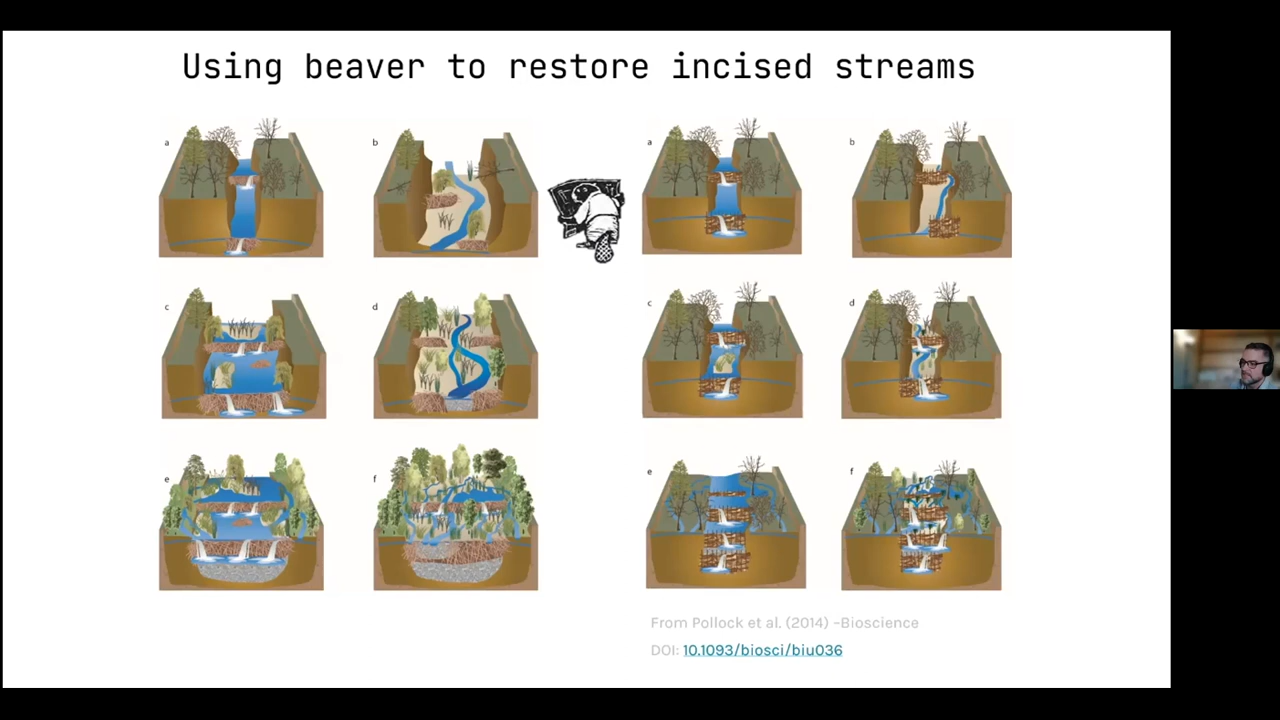 Using beaver to restore incised streams
a
b
a
b
c
d
c
d
e
f
e
f
From Pollock et al. (2014) –Bioscience
DOI: 10.1093/biosci/biu036